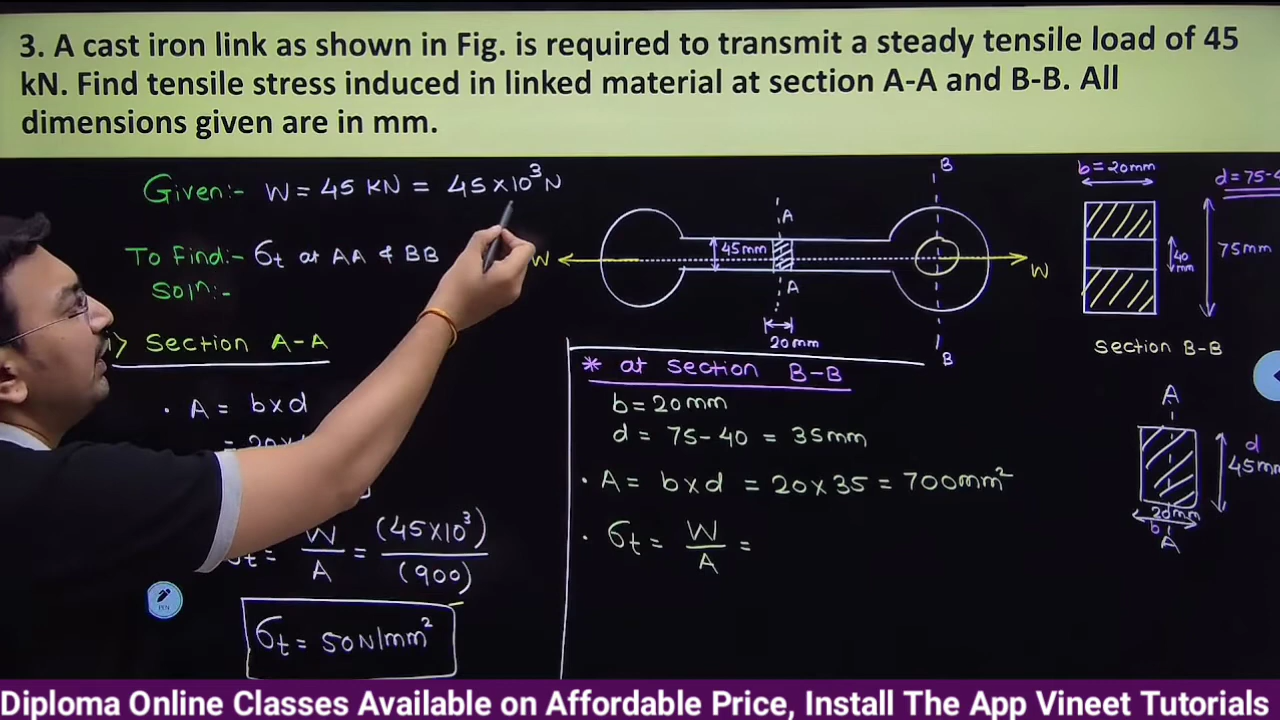 3. A cast iron link as shown in Fig. is required to transmit a steady tensile load of 45
kN. Find tensile stress induced in linked material at section A-A and B-B. All
dimensions given are in mm.
Given:- W = 45 KN = 45×10³N
To Find:- σt at AA & BB
Solⁿ:-
Section A-A
• A = b×d
W/A = (45×10³)/(900)
σt = 50N/mm²
B
A
45mm
W
W
A
20mm
B
b=20mm
75mm
40
mm
Section B-B
A
d
45mm
20mm
b
A
* at section B-B
b = 20mm
d = 75-40 = 35mm
• A = b×d = 20×35 = 700mm²
• σt = W/A =
PEN
Diploma Online Classes Available on Affordable Price, Install The App Vineet Tutorials